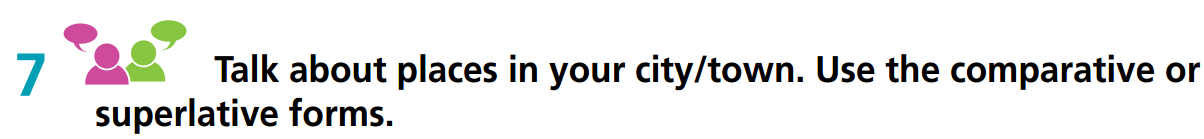 7 Talk about places in your city/town. Use the comparative or
superlative forms.